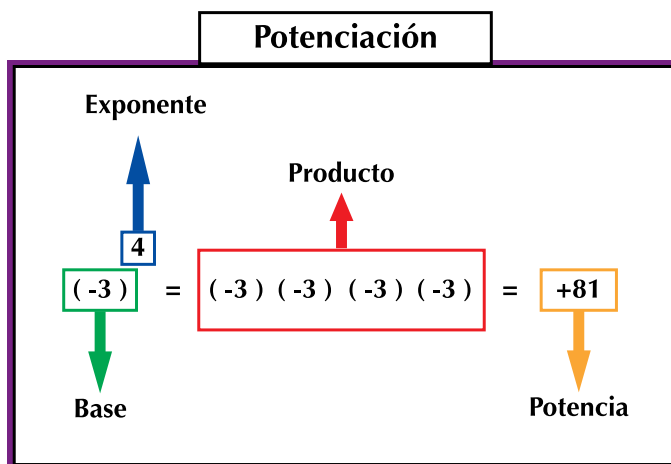 Potenciación
Exponente
Producto
4
( -3 ) = ( -3 ) ( -3 ) ( -3 ) ( -3 ) = +81
Base
Potencia